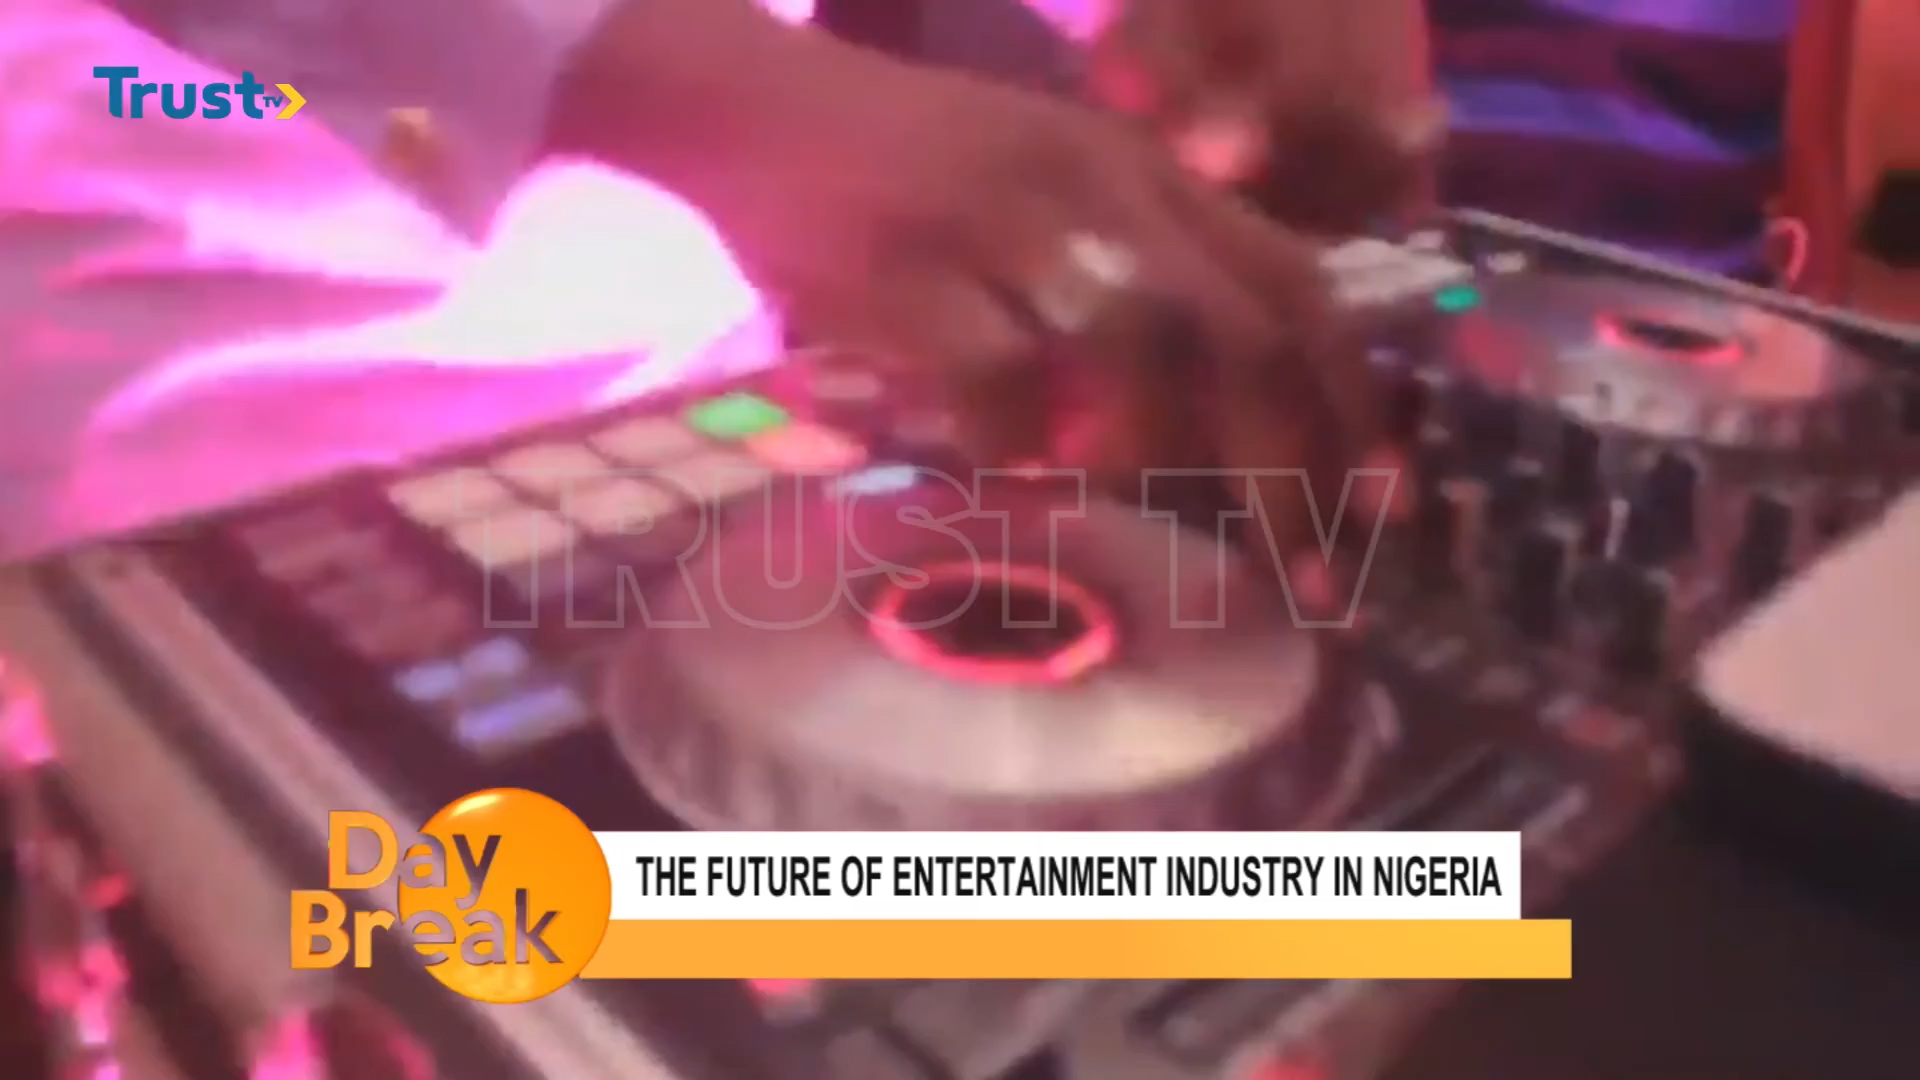 Trust TV
TRUST TV
Day
Break
THE FUTURE OF ENTERTAINMENT INDUSTRY IN NIGERIA